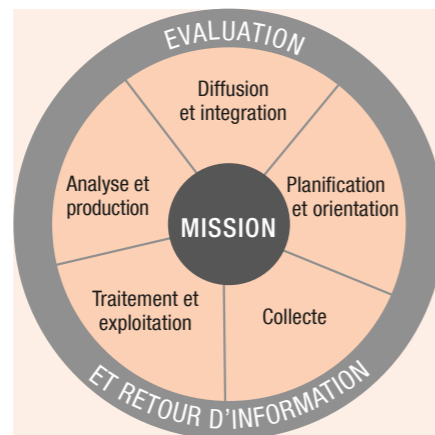 EVALUATION
Diffusion
et integration
Analyse et
production
Planification
et orientation
MISSION
Traitement et
exploitation
Collecte
ET RETOUR D'INFORMATION